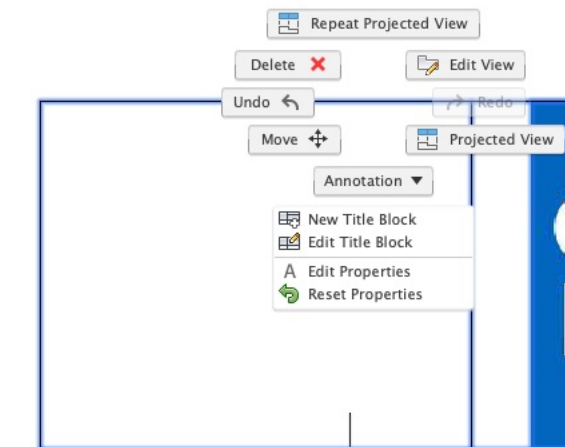 Repeat Projected View
Delete
Edit View
Undo
Redo
Move
Projected View
Annotation
New Title Block
Edit Title Block
A Edit Properties
Reset Properties